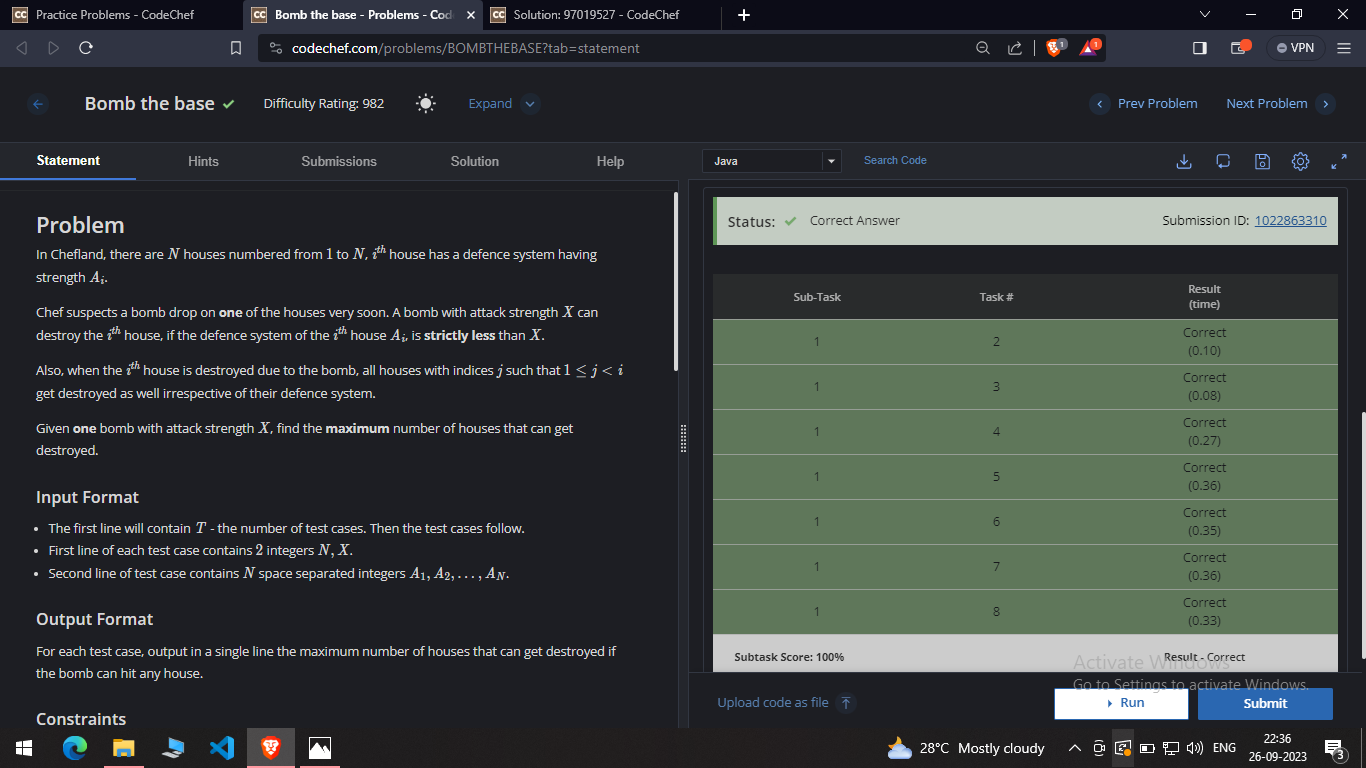 Practice Problems - CodeChef
Bomb the base - Problems - Cod
Solution: 97019527 - CodeChef
codechef.com/problems/BOMBTHEBASE?tab=statement
1
1
VPN
Bomb the base
Difficulty Rating: 982
Expand
Prev Problem
Next Problem
Statement
Hints
Submissions
Solution
Help
Problem
In Chefland, there are N houses numbered from 1 to N, i^th house has a defence system having
strength A_i.
Chef suspects a bomb drop on one of the houses very soon. A bomb with attack strength X can
destroy the i^th house, if the defence system of the i^th house A_i, is strictly less than X.
Also, when the i^th house is destroyed due to the bomb, all houses with indices j such that 1 ≤ j < i
get destroyed as well irrespective of their defence system.
Given one bomb with attack strength X, find the maximum number of houses that can get
destroyed.
Input Format
• The first line will contain T - the number of test cases. Then the test cases follow.
• First line of each test case contains 2 integers N, X.
• Second line of test case contains N space separated integers A_1, A_2, ..., A_N.
Output Format
For each test case, output in a single line the maximum number of houses that can get destroyed if
the bomb can hit any house.
Constraints
Java
Search Code
Status: Correct Answer
Submission ID: 1022863310
Sub-Task Task # Result
(time)
1 2 Correct
(0.10)
1 3 Correct
(0.08)
1 4 Correct
(0.27)
1 5 Correct
(0.36)
1 6 Correct
(0.35)
1 7 Correct
(0.36)
1 8 Correct
(0.33)
Subtask Score: 100% Result - Correct
Activate Windows
Go to Settings to activate Windows.
Upload code as file
Run
Submit
28°C Mostly cloudy
ENG
22:36
26-09-2023
3